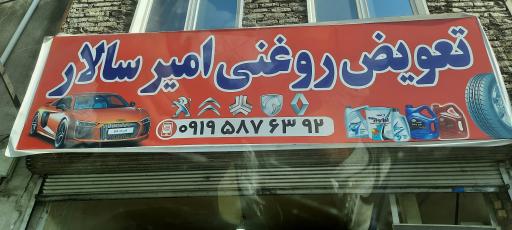 تعویض روغنی امیر سالار
۰۹۱۹ ۵۸۷ ۶۳ ۹۲